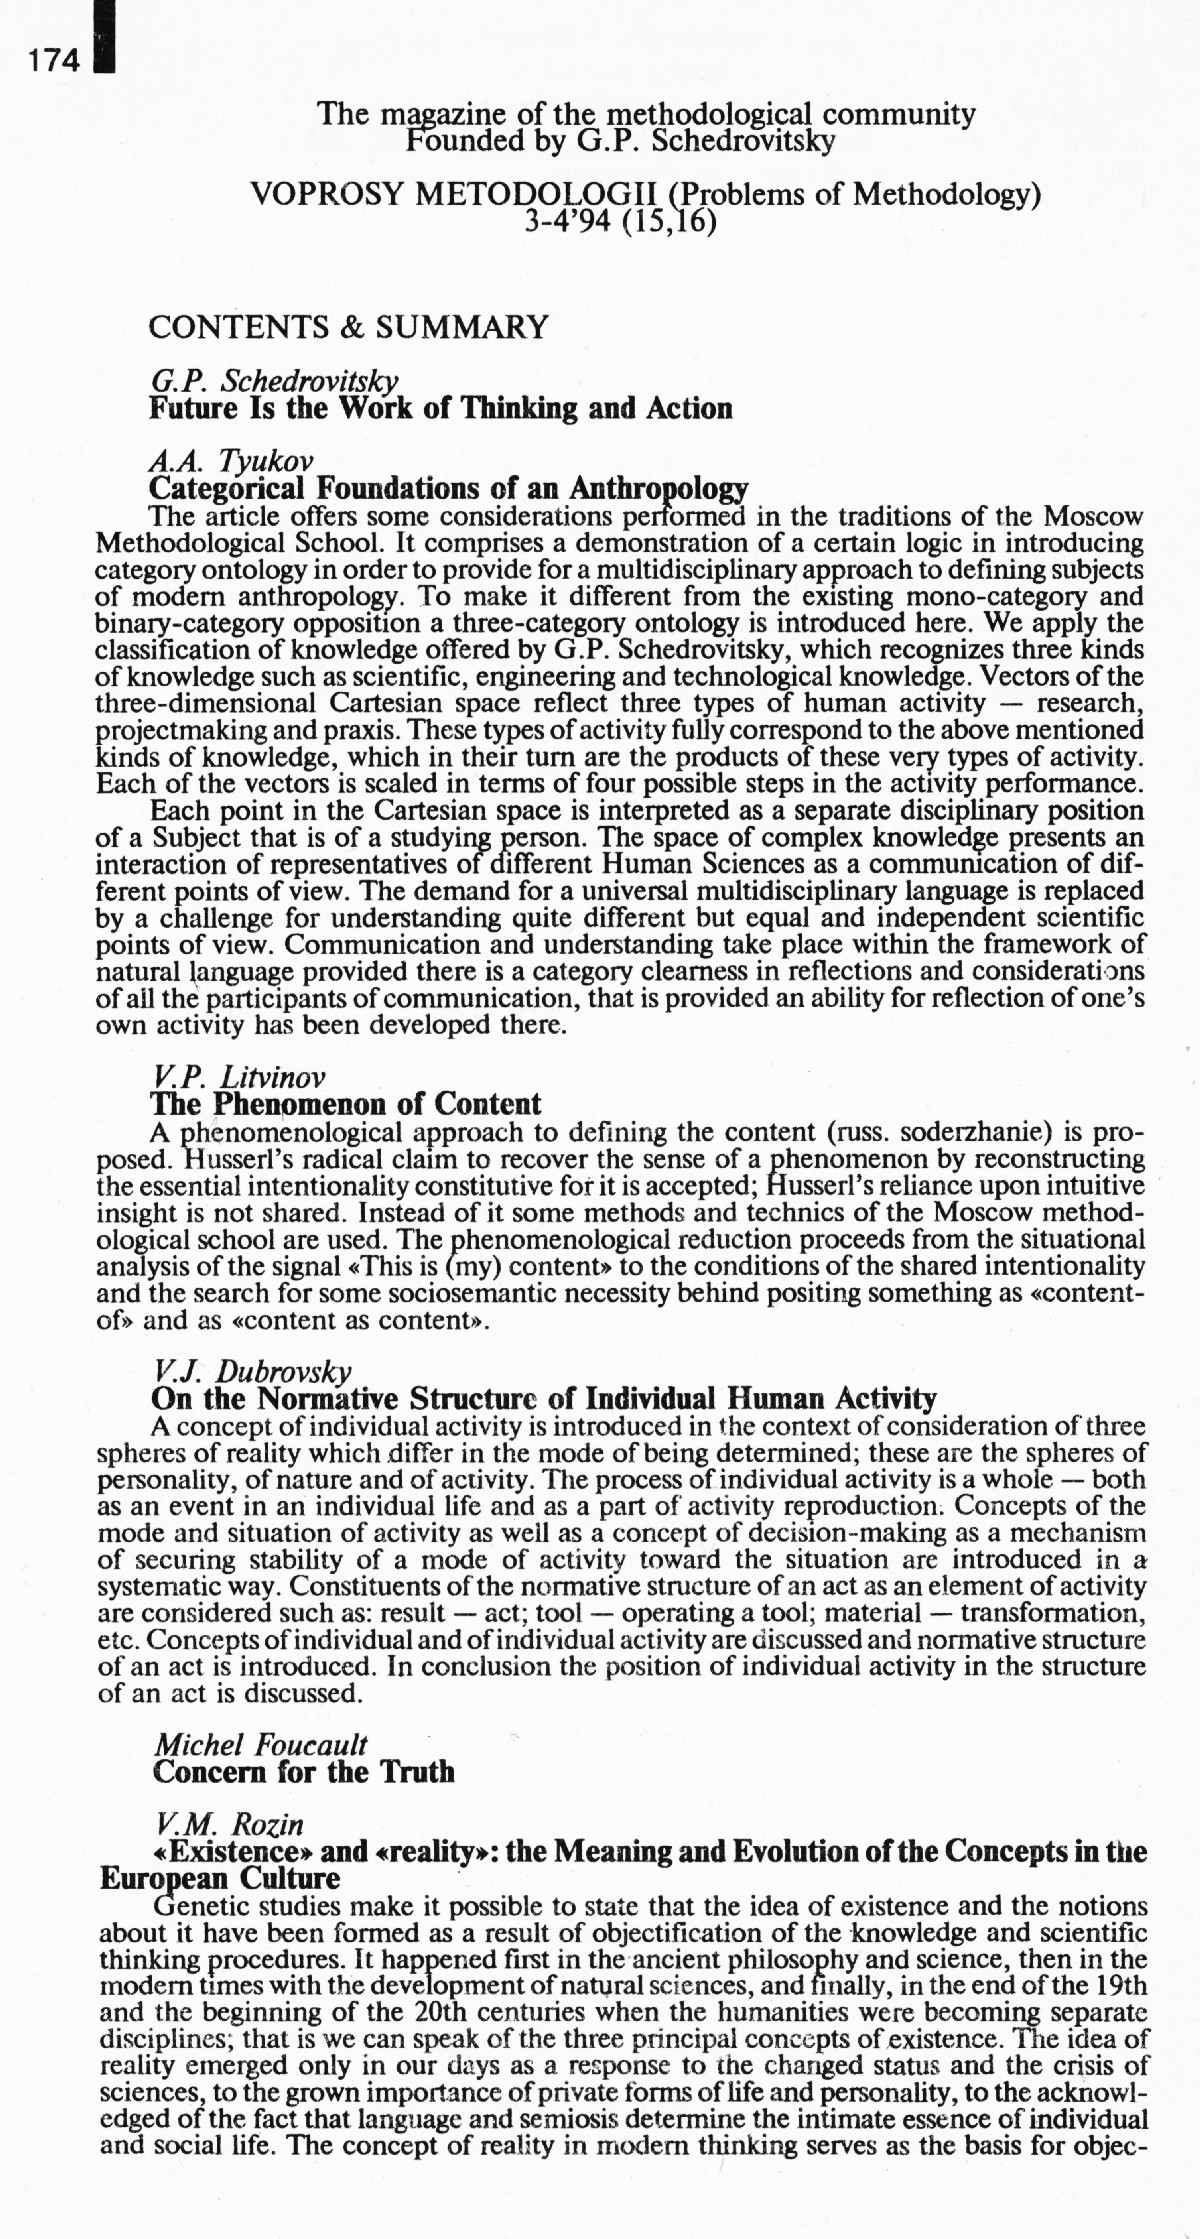 174
The magazine of the methodological community
Founded by G.P. Schedrovitsky
VOPROSY METODOLOGII (Problems of Methodology)
3-4'94 (15,16)
CONTENTS & SUMMARY
G.P. Schedrovitsky
Future Is the Work of Thinking and Action
A.A. Tyukov
Categorical Foundations of an Anthropology
The article offers some considerations performed in the traditions of the Moscow
Methodological School. It comprises a demonstration of a certain logic in introducing
category ontology in order to provide for a multidisciplinary approach to defining subjects
of modern anthropology. To make it different from the existing mono-category and
binary-category opposition a three-category ontology is introduced here. We apply the
classification of knowledge offered by G.P. Schedrovitsky, which recognizes three kinds
of knowledge such as scientific, engineering and technological knowledge. Vectors of the
three-dimensional Cartesian space reflect three types of human activity — research,
projectmaking and praxis. These types of activity fully correspond to the above mentioned
kinds of knowledge, which in their turn are the products of these very types of activity.
Each of the vectors is scaled in terms of four possible steps in the activity performance.
Each point in the Cartesian space is interpreted as a separate disciplinary position
of a Subject that is of a studying person. The space of complex knowledge presents an
interaction of representatives of different Human Sciences as a communication of dif-
ferent points of view. The demand for a universal multidisciplinary language is replaced
by a challenge for understanding quite different but equal and independent scientific
points of view. Communication and understanding take place within the framework of
natural language provided there is a category clearness in reflections and considerations
of all the participants of communication, that is provided an ability for reflection of one's
own activity has been developed there.
V.P. Litvinov
The Phenomenon of Content
A phenomenological approach to defining the content (russ. soderzhanie) is pro-
posed. Husserl's radical claim to recover the sense of a phenomenon by reconstructing
the essential intentionality constitutive for it is accepted; Husserl's reliance upon intuitive
insight is not shared. Instead of it some methods and technics of the Moscow method-
ological school are used. The phenomenological reduction proceeds from the situational
analysis of the signal «This is (my) content» to the conditions of the shared intentionality
and the search for some sociosemantic necessity behind positing something as «content-
of» and as «content as content».
V.J. Dubrovsky
On the Normative Structure of Individual Human Activity
A concept of individual activity is introduced in the context of consideration of three
spheres of reality which differ in the mode of being determined; these are the spheres of
personality, of nature and of activity. The process of individual activity is a whole — both
as an event in an individual life and as a part of activity reproduction. Concepts of the
mode and situation of activity as well as a concept of decision-making as a mechanism
of securing stability of a mode of activity toward the situation are introduced in a
systematic way. Constituents of the normative structure of an act as an element of activity
are considered such as: result — act; tool — operating a tool; material — transformation,
etc. Concepts of individual and of individual activity are discussed and normative structure
of an act is introduced. In conclusion the position of individual activity in the structure
of an act is discussed.
Michel Foucault
Concern for the Truth
V.M. Rozin
«Existence» and «reality»: the Meaning and Evolution of the Concepts in the
European Culture
Genetic studies make it possible to state that the idea of existence and the notions
about it have been formed as a result of objectification of the knowledge and scientific
thinking procedures. It happened first in the ancient philosophy and science, then in the
modern times with the development of natural sciences, and finally, in the end of the 19th
and the beginning of the 20th centuries when the humanities were becoming separate
disciplines; that is we can speak of the three principal concepts of existence. The idea of
reality emerged only in our days as a response to the changed status and the crisis of
sciences, to the grown importance of private forms of life and personality, to the acknowl-
edged of the fact that language and semiosis determine the intimate essence of individual
and social life. The concept of reality in modern thinking serves as the basis for objec-